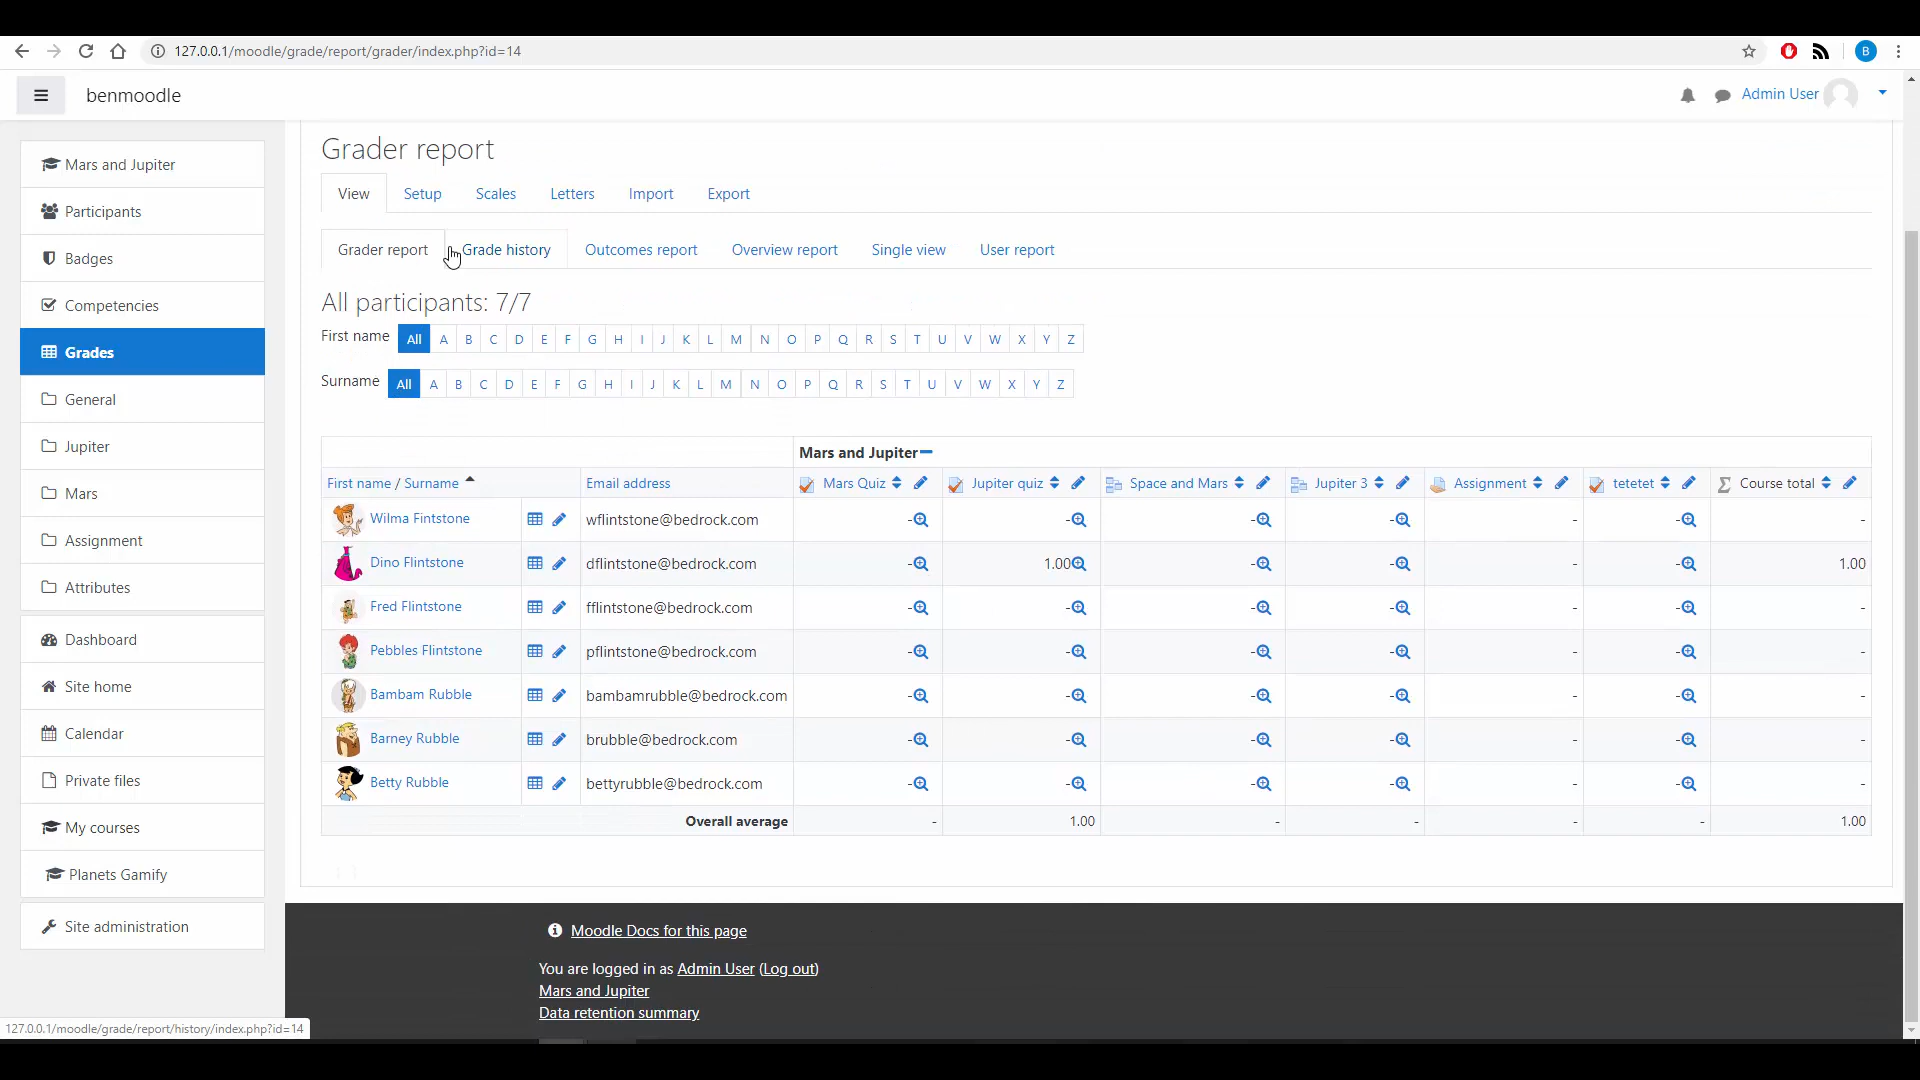 127.0.0.1/moodle/grade/report/grader/index.php?id=14
B
benmoodle
Admin User
Mars and Jupiter
Participants
Badges
Competencies
Grades
General
Jupiter
Mars
Assignment
Attributes
Dashboard
Site home
Calendar
Private files
My courses
Planets Gamify
Site administration
Grader report
View Setup Scales Letters Import Export
Grader report Grade history Outcomes report Overview report Single view User report
All participants: 7/7
First name All A B C D E F G H I J K L M N O P Q R S T U V W X Y Z
Surname All A B C D E F G H I J K L M N O P Q R S T U V W X Y Z
Mars and Jupiter
First name / Surname Email address Mars Quiz Jupiter quiz Space and Mars Jupiter 3 Assignment tetetet Σ Course total
Wilma Fintstone wflintstone@bedrock.com - - - - - - -
Dino Flintstone dflintstone@bedrock.com - 1.00 - - - - 1.00
Fred Flintstone fflintstone@bedrock.com - - - - - - -
Pebbles Flintstone pflintstone@bedrock.com - - - - - - -
Bambam Rubble bambamrubble@bedrock.com - - - - - - -
Barney Rubble brubble@bedrock.com - - - - - - -
Betty Rubble bettyrubble@bedrock.com - - - - - - -
Overall average - 1.00 - - - - 1.00
Moodle Docs for this page
You are logged in as Admin User (Log out)
Mars and Jupiter
Data retention summary
127.0.0.1/moodle/grade/report/history/index.php?id=14